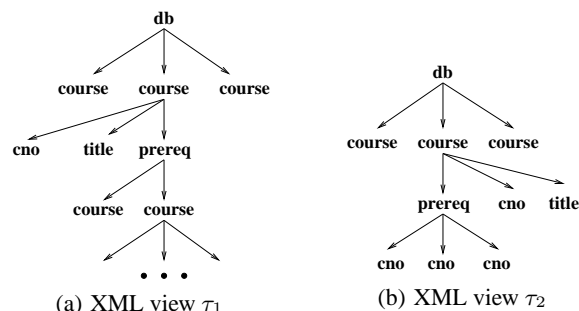 db
course course course
cno title prereq
course course
• • •
(a) XML view τ1
db
course course course
prereq cno title
cno cno cno
(b) XML view τ2